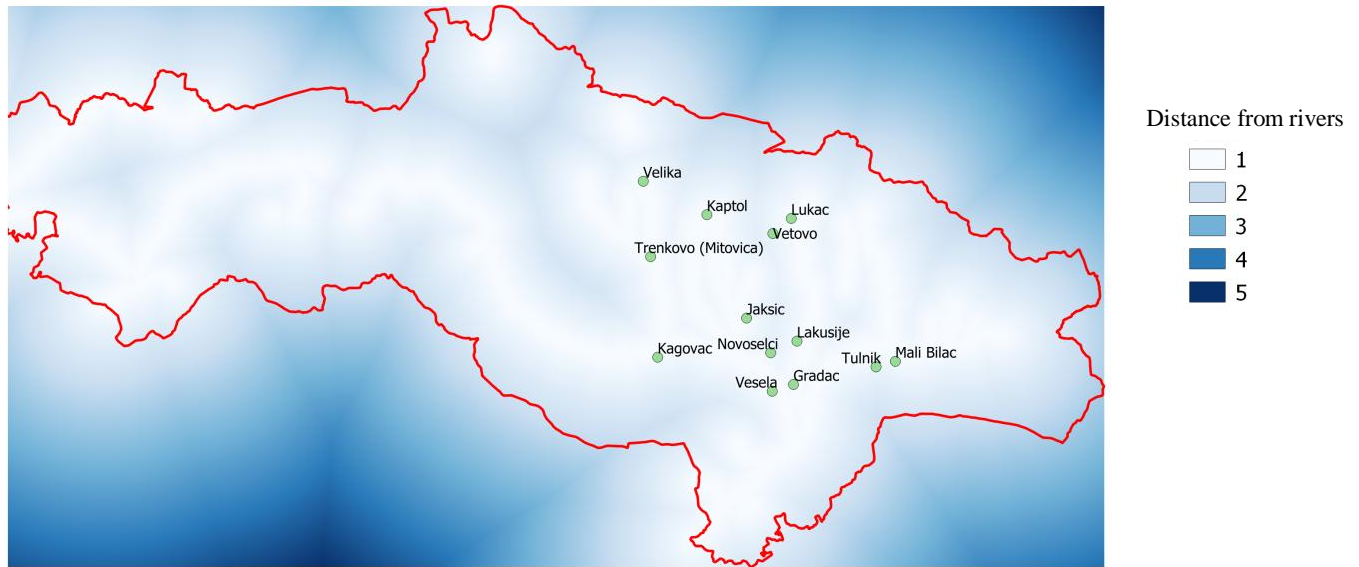 Distance from rivers
1
2
3
4
5
Velika
Kaptol
Lukac
Vetovo
Trenkovo (Mitovica)
Jaksic
Lakusije
Novoselci
Kagovac
Tulnik
Mali Bilac
Vesela
Gradac